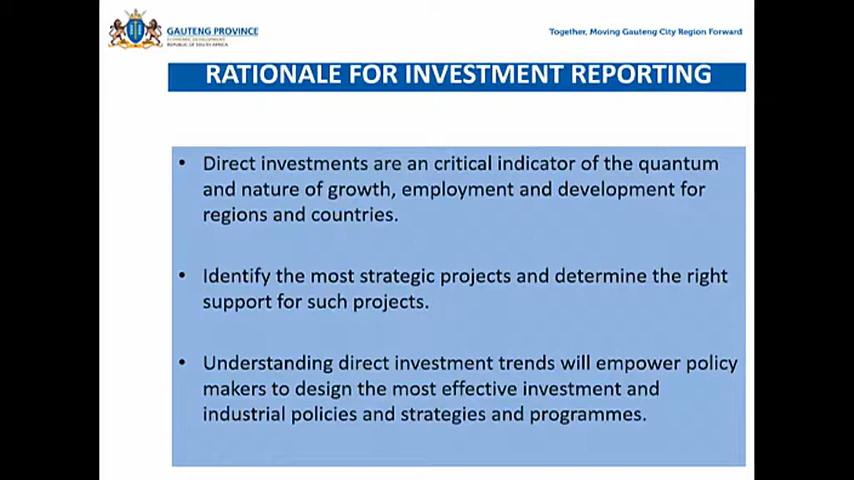 GAUTENG PROVINCE
ECONOMIC DEVELOPMENT
REPUBLIC OF SOUTH AFRICA
Together, Moving Gauteng City Region Forward
RATIONALE FOR INVESTMENT REPORTING
• Direct investments are an critical indicator of the quantum
and nature of growth, employment and development for
regions and countries.
• Identify the most strategic projects and determine the right
support for such projects.
• Understanding direct investment trends will empower policy
makers to design the most effective investment and
industrial policies and strategies and programmes.